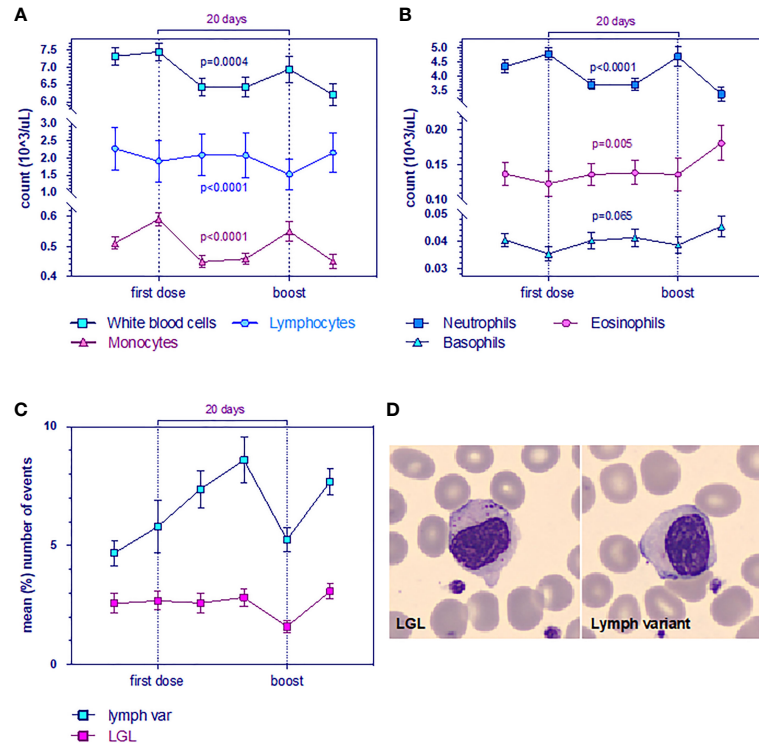 A
20 days
count (10^3/uL)
7.5
7.0
6.5
6.0
2.5
2.0
1.5
1.0
0.6
0.5
0.4
p=0.0004
p<0.0001
p<0.0001
first dose
boost
White blood cells
Lymphocytes
Monocytes
B
20 days
count (10^3/uL)
5.0
4.5
4.0
3.5
0.20
0.15
0.10
0.04
0.03
p<0.0001
p=0.005
p=0.065
first dose
boost
Neutrophils
Eosinophils
Basophils
C
20 days
mean (%) number of events
10
5
0
first dose
boost
lymph var
LGL
D
LGL
Lymph variant